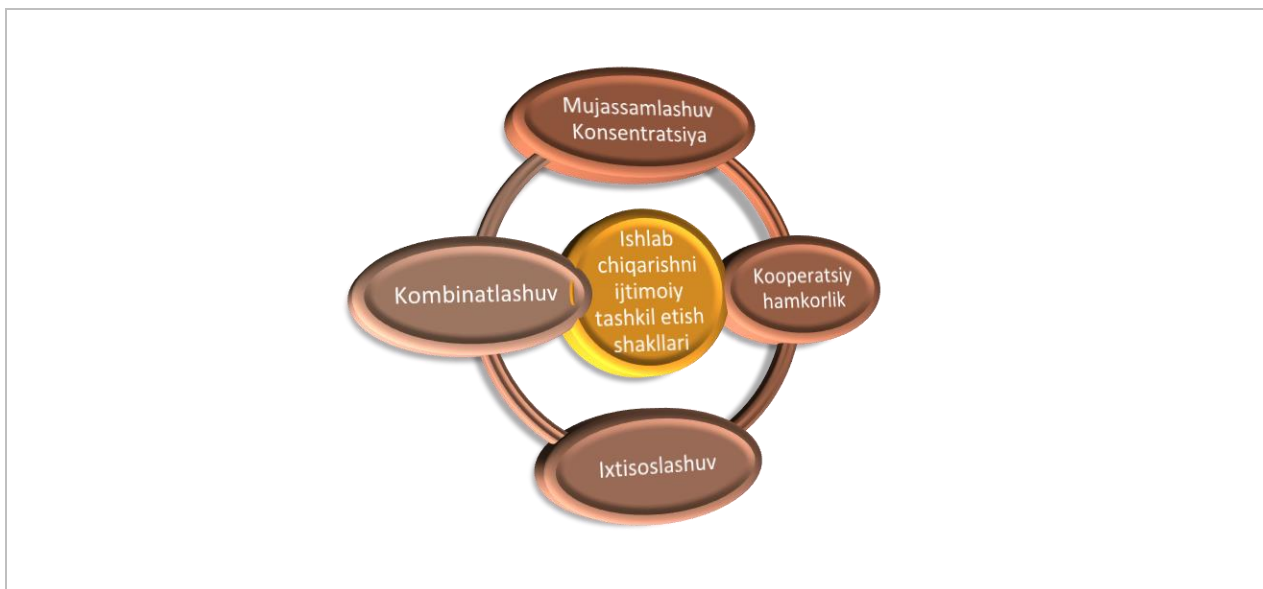 Mujassamlashuv
Konsentratsiya
Ishlab
chiqarishni
ijtimoiy
tashkil etish
shakllari
Kombinatlashuv
Kooperatsiy
hamkorlik
Ixtisoslashuv